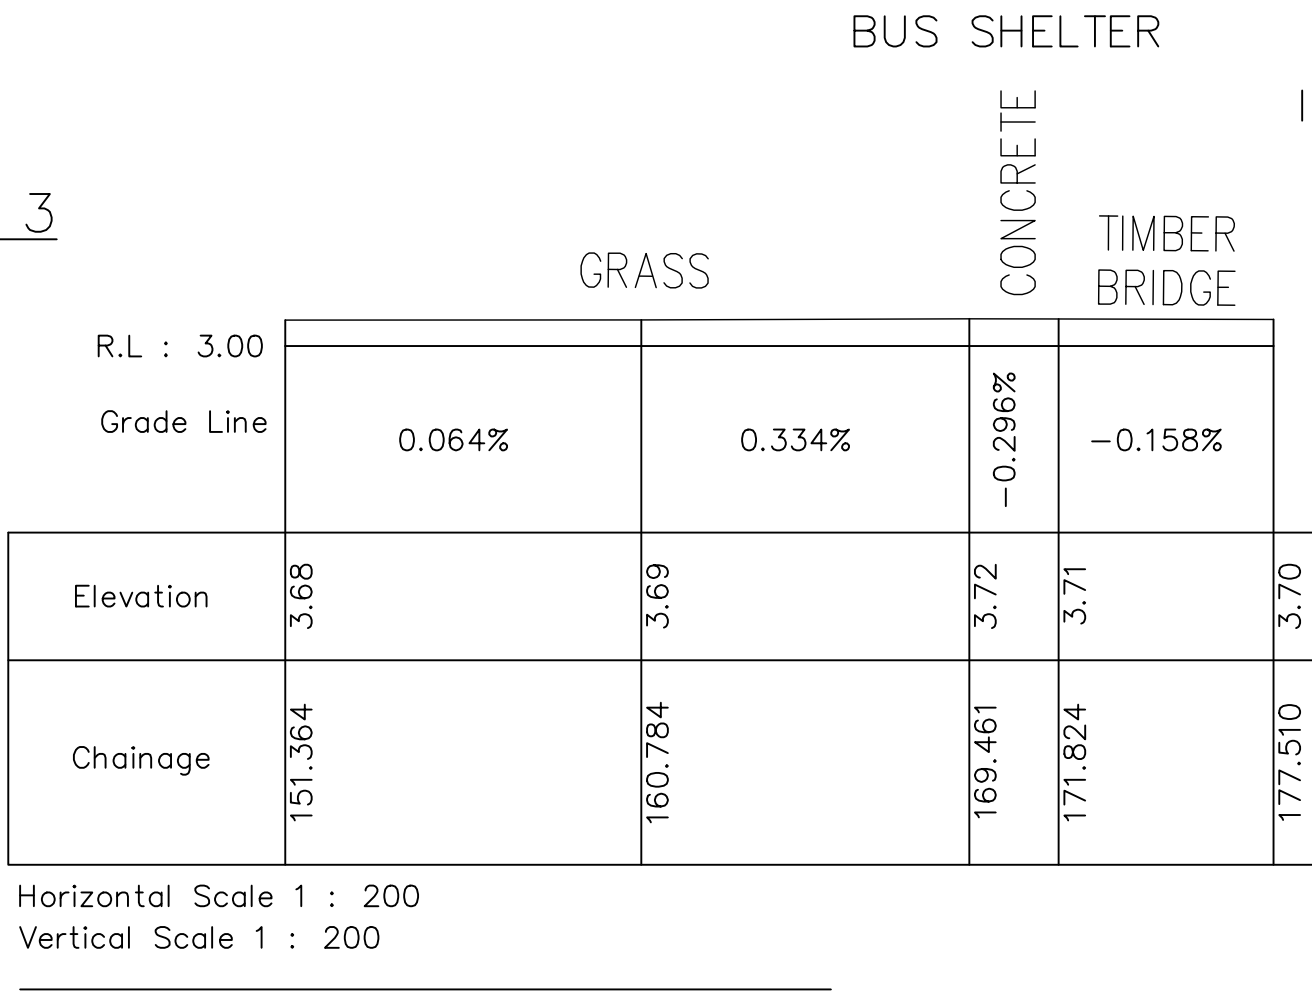 BUS SHELTER
3
GRASS
CONCRETE
TIMBER
BRIDGE
R.L : 3.00
Grade Line
0.064%
0.334%
-0.296%
-0.158%
Elevation
3.68
3.69
3.72
3.71
3.70
Chainage
151.364
160.784
169.461
171.824
177.510
Horizontal Scale 1 : 200
Vertical Scale 1 : 200